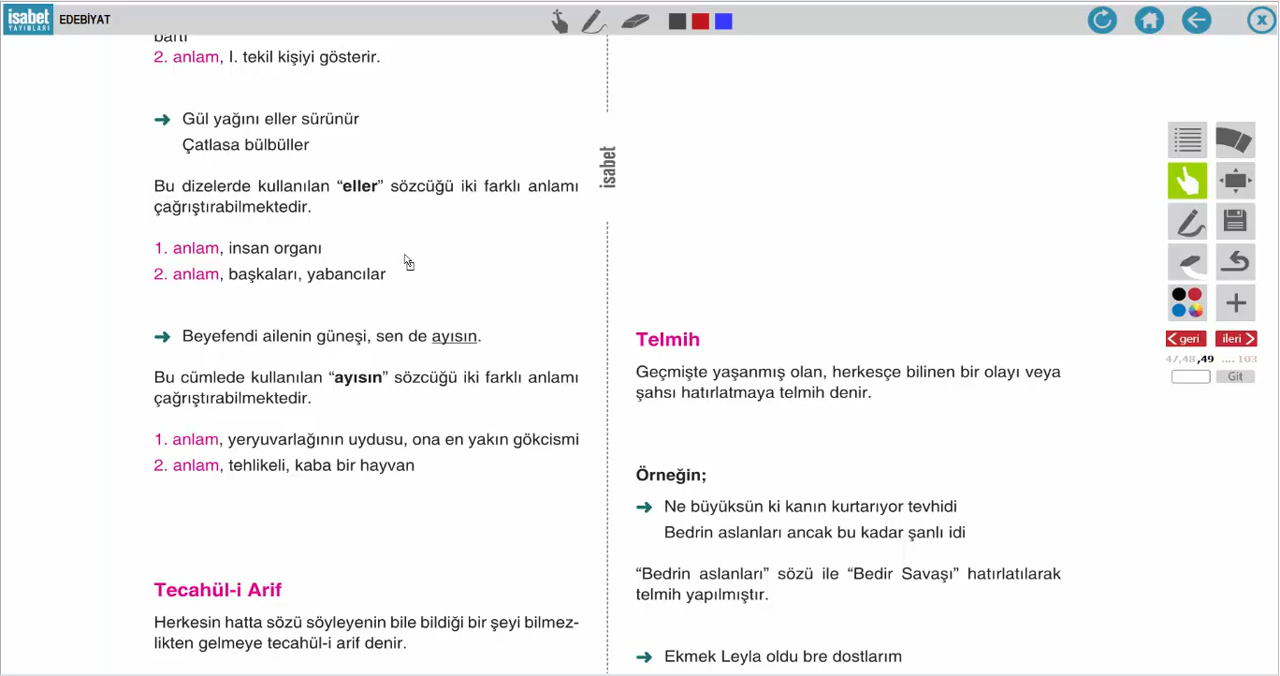 isabet
YAYINLARI
EDEBİYAT
2. anlam, I. tekil kişiyi gösterir.
Gül yağını eller sürünür
Çatlasa bülbüller
Bu dizelerde kullanılan “eller” sözcüğü iki farklı anlamı
çağrıştırabilmektedir.
1. anlam, insan organı
2. anlam, başkaları, yabancılar
Beyefendi ailenin güneşi, sen de ayısın.
Bu cümlede kullanılan “ayısın” sözcüğü iki farklı anlamı
çağrıştırabilmektedir.
1. anlam, yeryuvarlağının uydusu, ona en yakın gökcismi
2. anlam, tehlikeli, kaba bir hayvan
Tecahül-i Arif
Herkesin hatta sözü söyleyenin bile bildiği bir şeyi bilmez-
likten gelmeye tecahül-i arif denir.
isabet
Telmih
Geçmişte yaşanmış olan, herkesçe bilinen bir olayı veya
şahsı hatırlatmaya telmih denir.
Örneğin;
Ne büyüksün ki kanın kurtarıyor tevhidi
Bedrin aslanları ancak bu kadar şanlı idi
“Bedrin aslanları” sözü ile “Bedir Savaşı” hatırlatılarak
telmih yapılmıştır.
Ekmek Leyla oldu bre dostlarım
geri
ileri
47,48,49 .... 103
Git